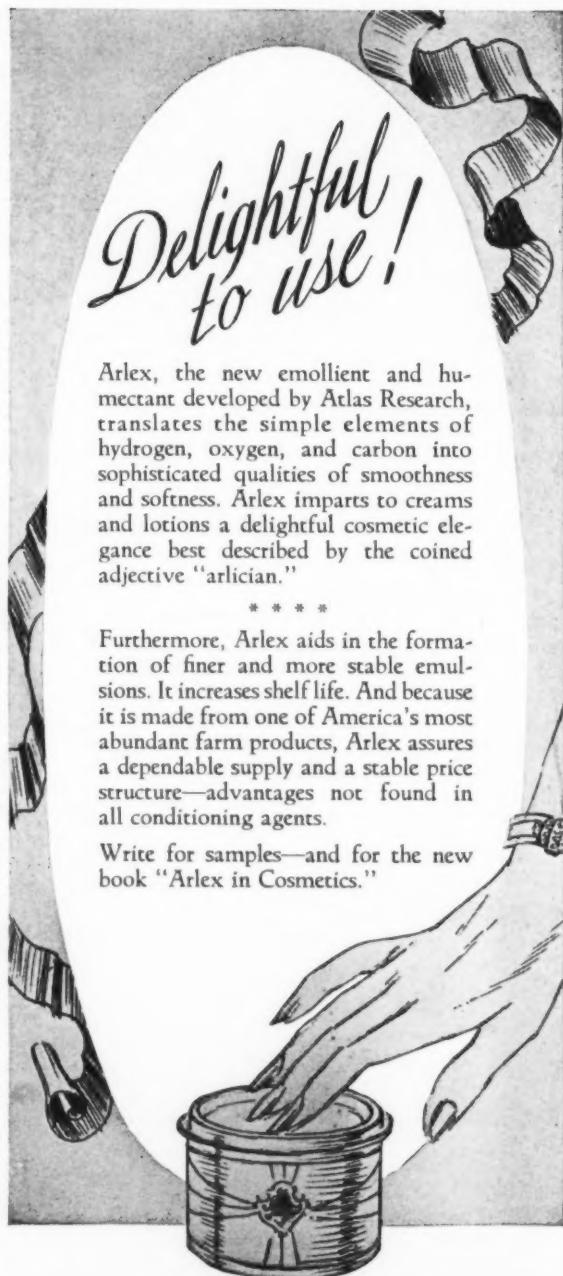 Delightful
to use!
Arlex, the new emollient and hu-
mectant developed by Atlas Research,
translates the simple elements of
hydrogen, oxygen, and carbon into
sophisticated qualities of smoothness
and softness. Arlex imparts to creams
and lotions a delightful cosmetic ele-
gance best described by the coined
adjective "arlician."
* * * *
Furthermore, Arlex aids in the forma-
tion of finer and more stable emul-
sions. It increases shelf life. And because
it is made from one of America's most
abundant farm products, Arlex assures
a dependable supply and a stable price
structure—advantages not found in
all conditioning agents.
Write for samples—and for the new
book "Arlex in Cosmetics."